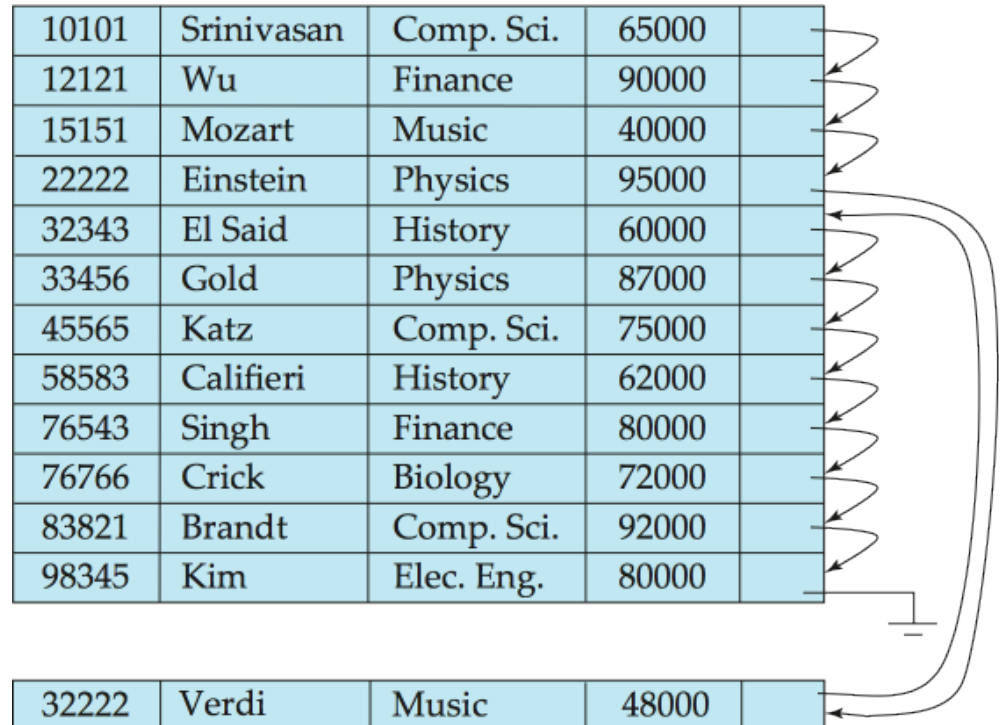 10101 Srinivasan Comp. Sci. 65000
12121 Wu Finance 90000
15151 Mozart Music 40000
22222 Einstein Physics 95000
32343 El Said History 60000
33456 Gold Physics 87000
45565 Katz Comp. Sci. 75000
58583 Califieri History 62000
76543 Singh Finance 80000
76766 Crick Biology 72000
83821 Brandt Comp. Sci. 92000
98345 Kim Elec. Eng. 80000
32222 Verdi Music 48000